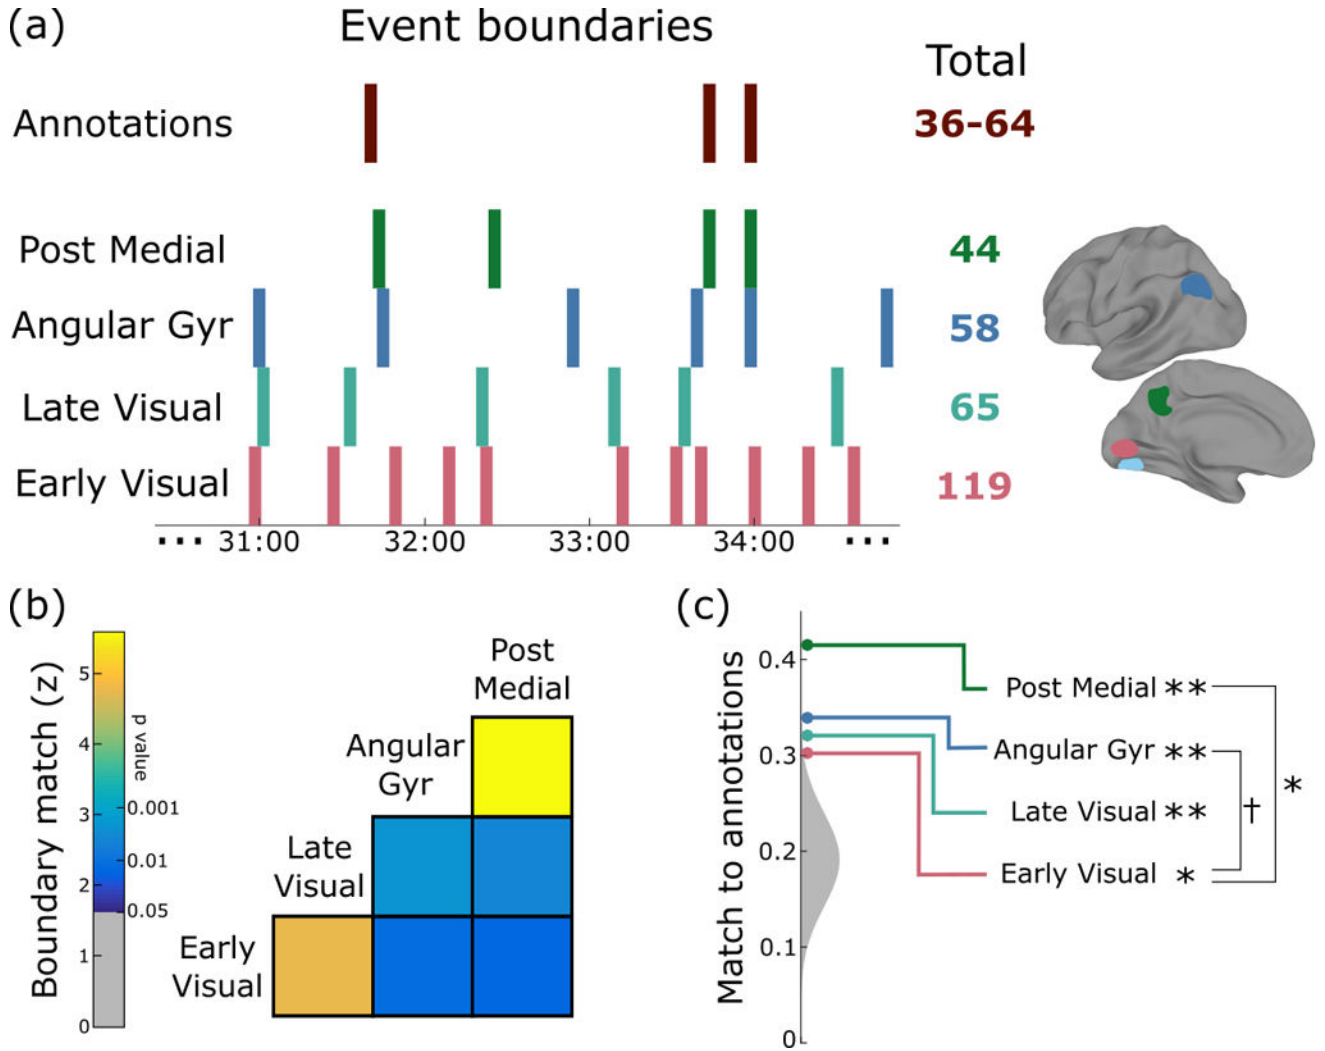 (a)
Event boundaries
Total
Annotations
36-64
Post Medial
44
Angular Gyr
58
Late Visual
65
Early Visual
119
... 31:00 32:00 33:00 34:00 ...
(b)
Boundary match (z)
5
4
3
2
1
0
p value
0.001
0.01
0.05
Post
Medial
Angular
Gyr
Late
Visual
Early
Visual
(c)
Match to annotations
0.4
0.3
0.2
0.1
0
Post Medial **
Angular Gyr **
Late Visual **
Early Visual *
†
*